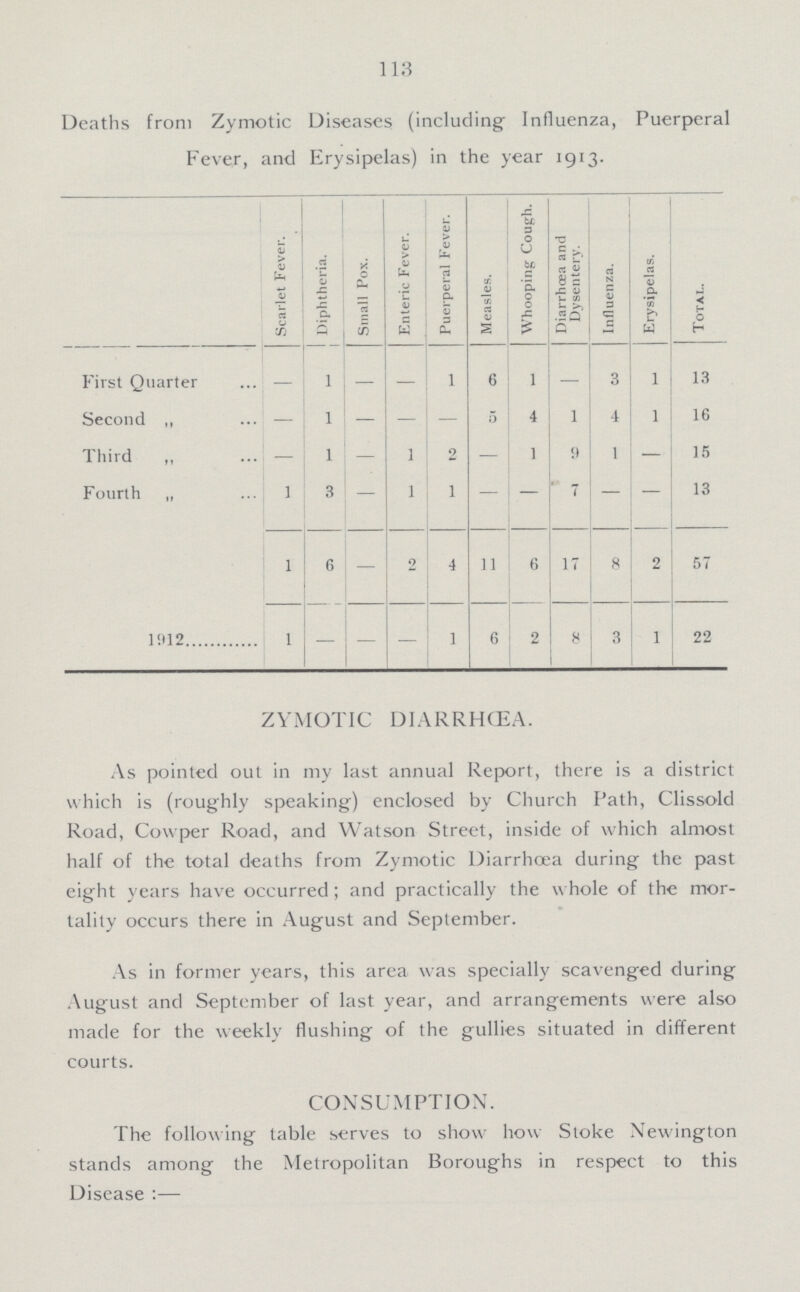 113
Deaths from Zymotic Diseases (including Influenza, Puerperal
Fever, and Erysipelas) in the year 1913.
Scarlet Fever. Diphtheria. Small Pox. Enteric Fever. Puerperal Fever. Measles. Whooping Cough. Diarrhœa and Dysentery. Influenza. Erysipelas. TOTAL.
First Quarter ... — 1 — — 1 6 1 — 3 1 13
Second ,, ... — 1 — — — 5 4 1 4 1 16
Third ,, ... — 1 — 1 2 — 1 9 1 — 15
Fourth ,, ... 1 3 — 1 1 — — 7 — — 13
1 6 — 2 4 11 6 17 8 2 57
1912............ 1 — — — 1 6 2 8 3 1 22
ZYMOTIC DIARRHŒA.
As pointed out in my last annual Report, there is a district
which is (roughly speaking) enclosed by Church Path, Clissold
Road, Cowper Road, and Watson Street, inside of which almost
half of the total deaths from Zymotic Diarrhœa during the past
eight years have occurred; and practically the whole of the mor-
tality occurs there in August and September.
As in former years, this area was specially scavenged during
August and September of last year, and arrangements were also
made for the weekly flushing of the gullies situated in different
courts.
CONSUMPTION.
The following table serves to show how Stoke Newington
stands among the Metropolitan Boroughs in respect to this
Disease :—